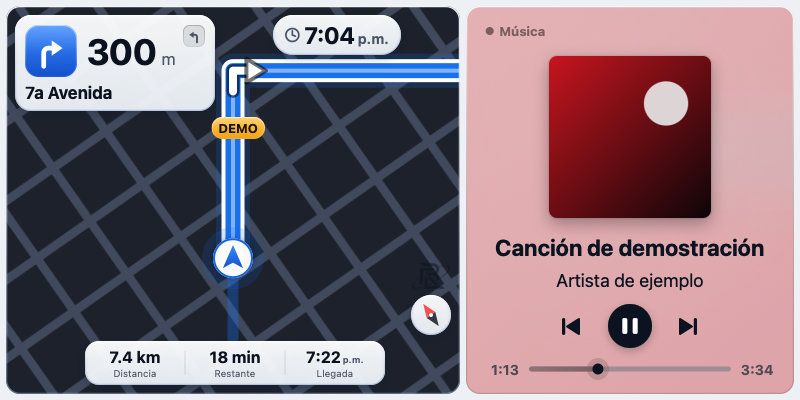 300 m
7a Avenida
7:04 p.m.
DEMO
7.4 km
Distancia
18 min
Restante
7:22 p.m.
Llegada
Música
Canción de demostración
Artista de ejemplo
1:13
3:34